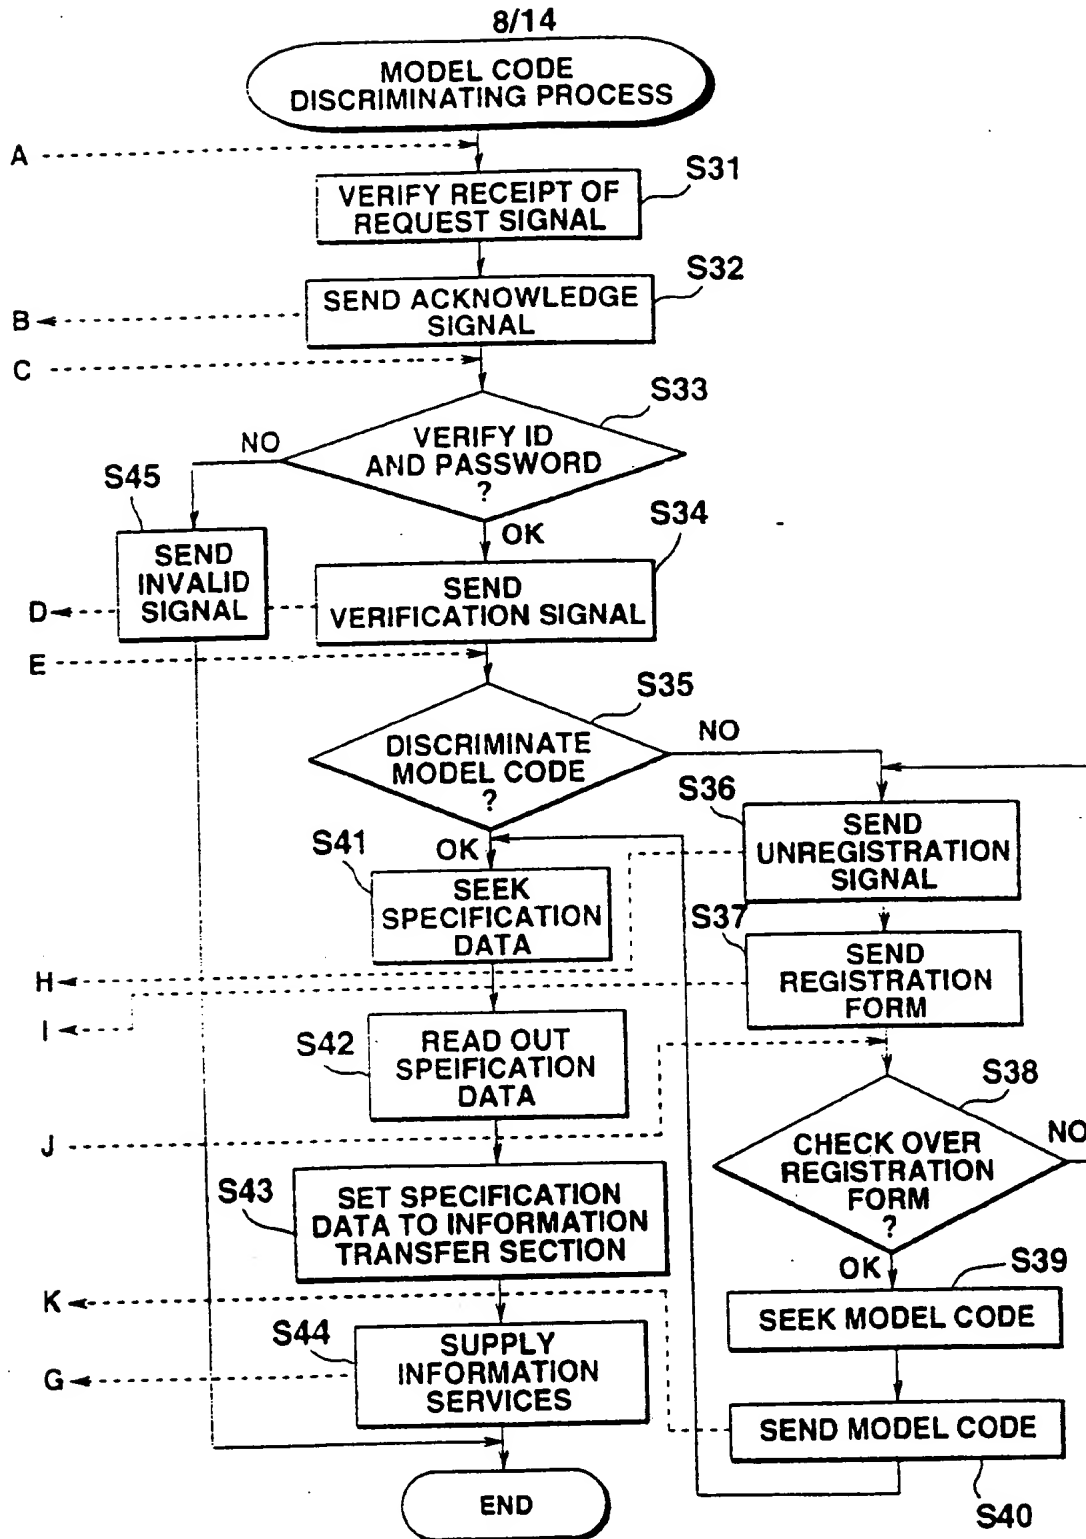 8/14
MODEL CODE
DISCRIMINATING PROCESS
A
S31
VERIFY RECEIPT OF
REQUEST SIGNAL
S32
SEND ACKNOWLEDGE
SIGNAL
B
C
S33
VERIFY ID
AND PASSWORD
?
NO
OK
S45
SEND
INVALID
SIGNAL
S34
SEND
VERIFICATION SIGNAL
D
E
S35
DISCRIMINATE
MODEL CODE
?
NO
OK
S36
SEND
UNREGISTRATION
SIGNAL
S41
SEEK
SPECIFICATION
DATA
S37
SEND
REGISTRATION
FORM
H
I
S42
READ OUT
SPEIFICATION
DATA
J
S38
CHECK OVER
REGISTRATION
FORM
?
NO
OK
S43
SET SPECIFICATION
DATA TO INFORMATION
TRANSFER SECTION
S39
SEEK MODEL CODE
K
S44
SUPPLY
INFORMATION
SERVICES
G
SEND MODEL CODE
S40
END